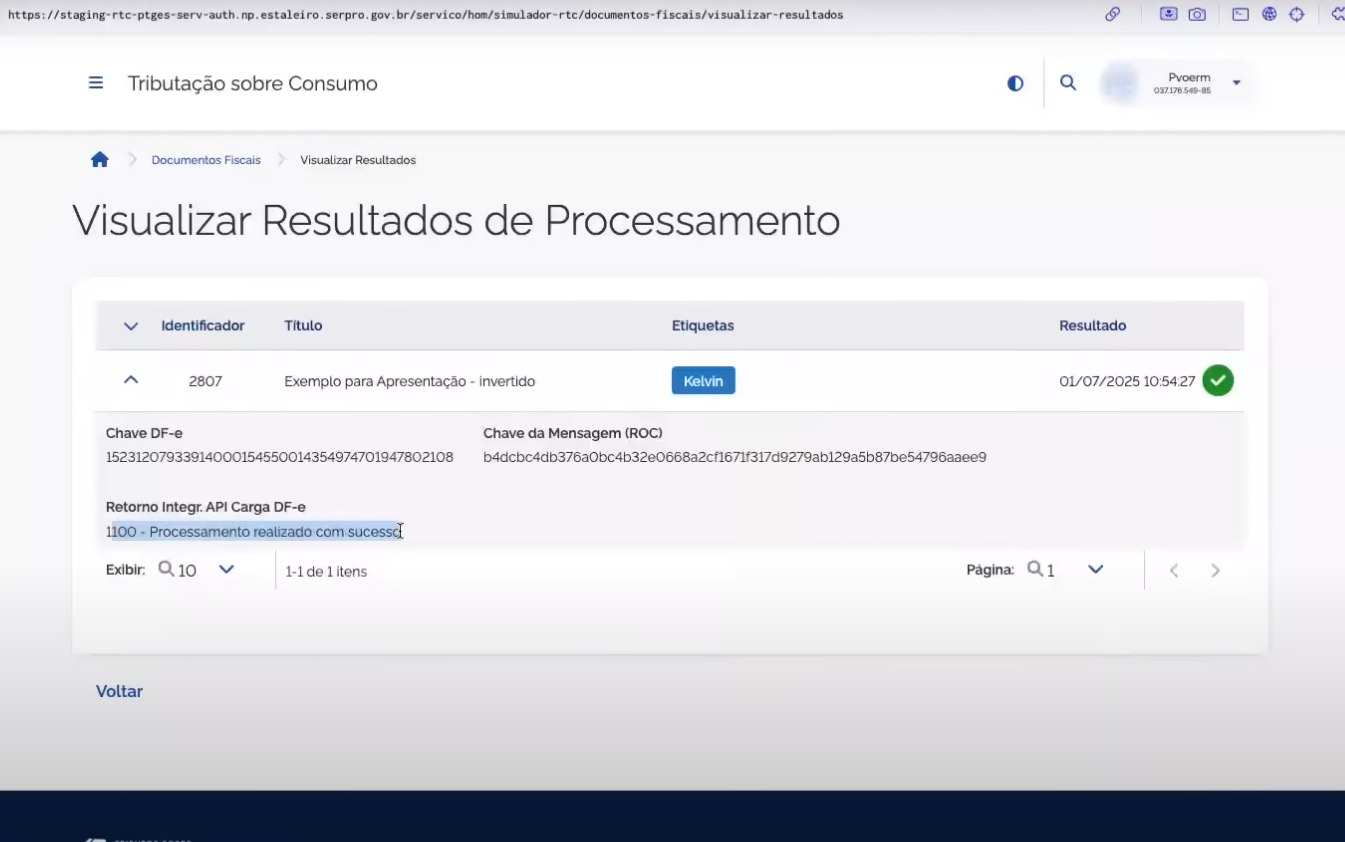 https://staging-rtc-ptges-serv-auth.np.estaleiro.serpro.gov.br/servico/hom/simulador-rtc/documentos-fiscais/visualizar-resultados
Tributação sobre Consumo
Pvoerm
037.176.549-85
Documentos Fiscais
Visualizar Resultados
Visualizar Resultados de Processamento
Identificador Título Etiquetas Resultado
2807 Exemplo para Apresentação - invertido Kelvin 01/07/2025 10:54:27
Chave DF-e Chave da Mensagem (ROC)
15231207933914000154550014354974701947802108 b4dcbc4db376a0bc4b32e0668a2cf1671f317d9279ab129a5b87be54796aaee9
Retorno Integr. API Carga DF-e
1100 - Processamento realizado com sucesso
Exibir: 10 1-1 de 1 itens Página: 1
Voltar